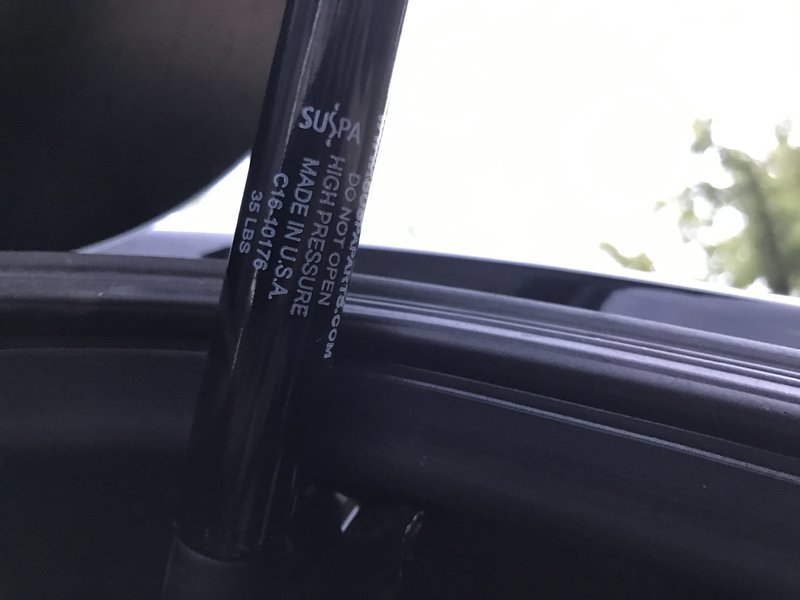 SUSPA
DO NOT OPEN
HIGH PRESSURE
MADE IN U.S.A
C16-10176
35 LBS